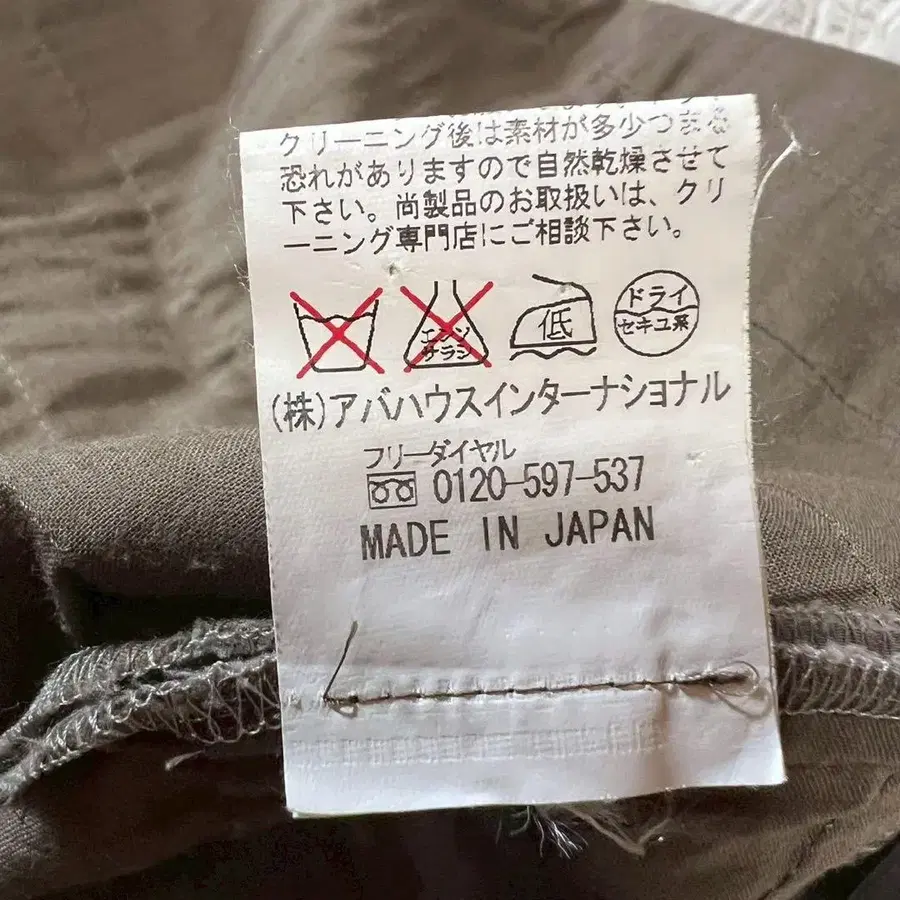 クリーニング後は素材が多少つまる
恐れがありますので自然乾燥させて
下さい。尚製品のお取扱いは、クリ
ーニング専門店にご相談下さい。
エンソ
サラシ
低
ドライ
セキユ系
(株)アバハウスインターナショナル
フリーダイヤル
0120-597-537
MADE IN JAPAN